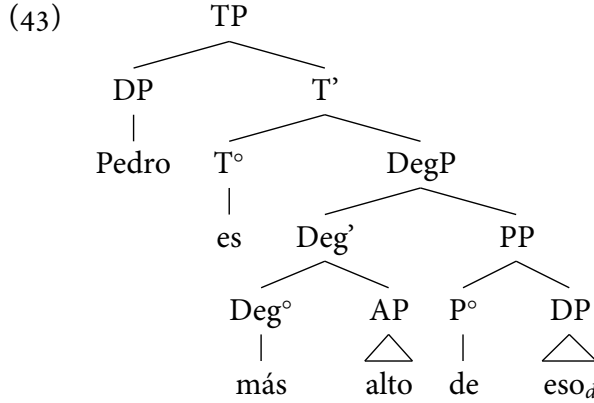 (43) TP
DP T’
Pedro T° DegP
es Deg’ PP
Deg° AP P° DP
más alto de eso_d